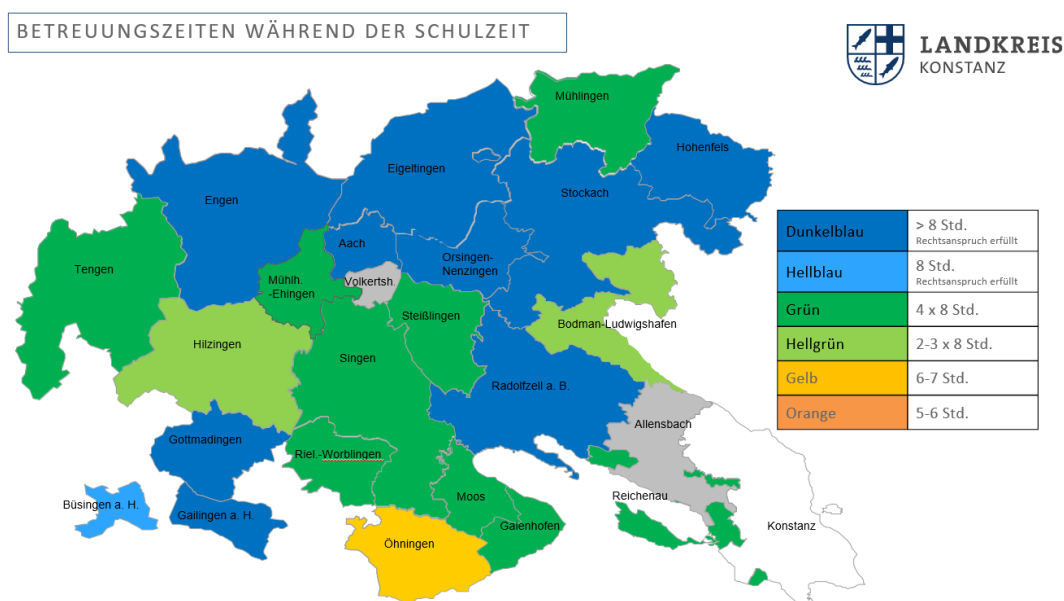 BETREUUNGSZEITEN WÄHREND DER SCHULZEIT
LANDKREIS
KONSTANZ
Mühlingen
Hohenfels
Eigeltingen
Stockach
Engen
Aach
Orsingen-
Nenzingen
Tengen
Mühlh.
-Ehingen
Volkertsh.
Steißlingen
Bodman-Ludwigshafen
Hilzingen
Singen
Radolfzell a. B.
Allensbach
Gottmadingen
Riel.-Worblingen
Moos
Reichenau
Büsingen a. H.
Gailingen a. H.
Gaienhofen
Konstanz
Öhningen
Dunkelblau
> 8 Std.
Rechtsanspruch erfüllt
Hellblau
8 Std.
Rechtsanspruch erfüllt
Grün
4 x 8 Std.
Hellgrün
2-3 x 8 Std.
Gelb
6-7 Std.
Orange
5-6 Std.